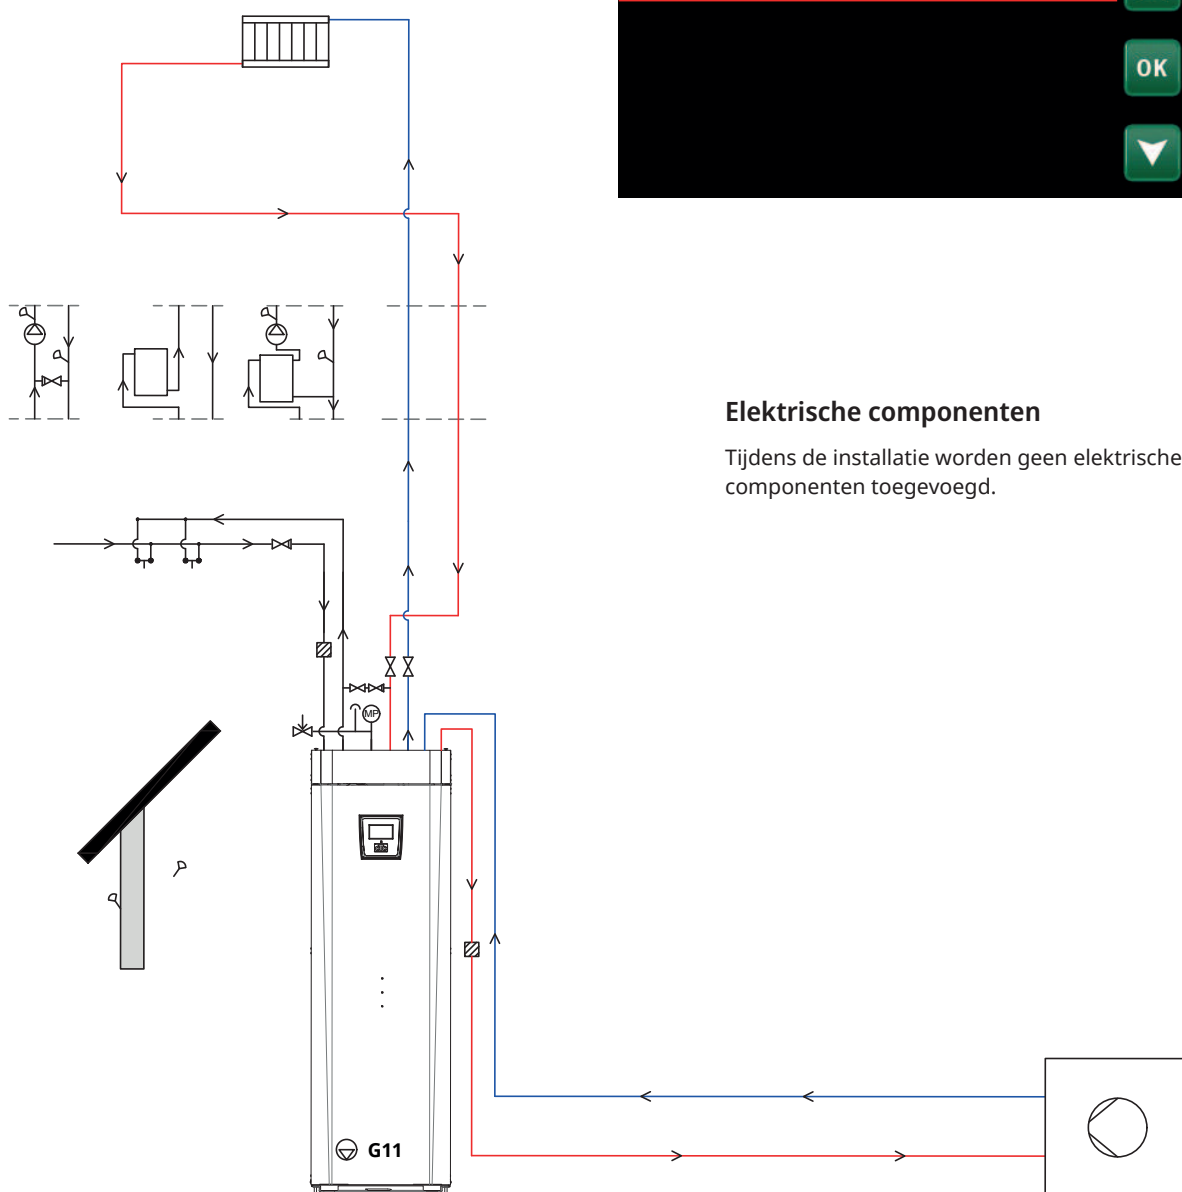 OK
Elektrische componenten
Tijdens de installatie worden geen elektrische
componenten toegevoegd.
MP
G11